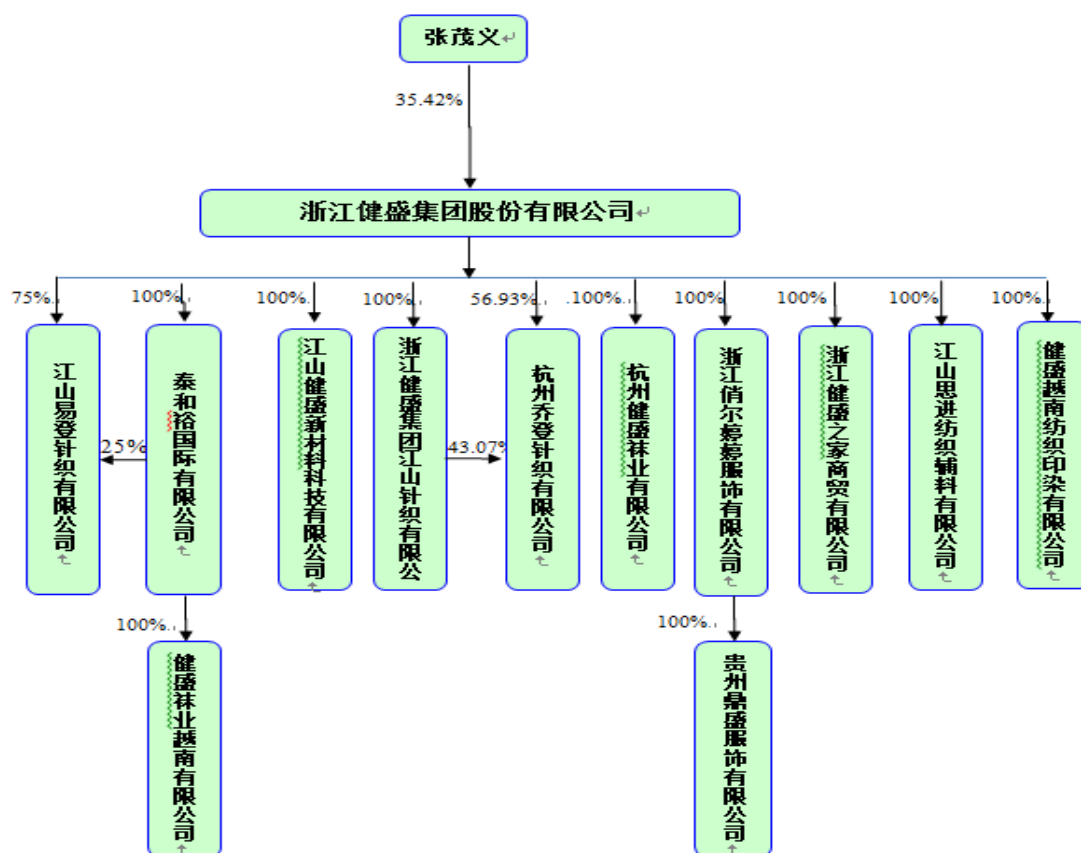 张茂义
35.42%
浙江健盛集团股份有限公司
75%
100%
100%
100%
56.93%
100%
100%
100%
100%
100%
江山易登针织有限公司
泰和裕国际有限公司
江山健盛新材料科技有限公司
浙江健盛集团江山针织有限公
杭州乔登针织有限公司
杭州健盛袜业有限公司
浙江俏尔婷婷服饰有限公司
浙江健盛之家商贸有限公司
江山思进纺织辅料有限公司
健盛越南纺织印染有限公司
25%
43.07%
100%
100%
健盛袜业越南有限公司
贵州鼎盛服饰有限公司